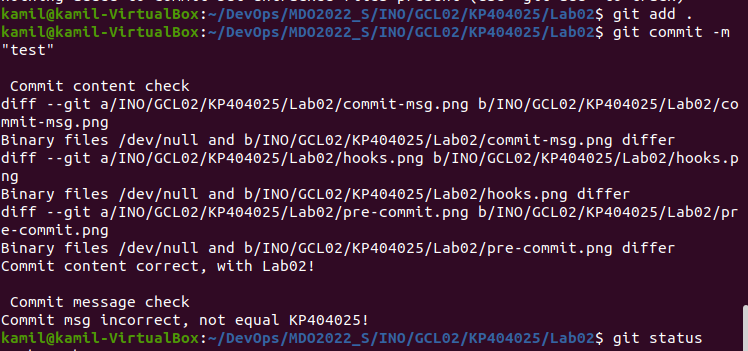 kamil@kamil-VirtualBox:~/DevOps/MDO2022_S/INO/GCL02/KP404025/Lab02$ git add .
kamil@kamil-VirtualBox:~/DevOps/MDO2022_S/INO/GCL02/KP404025/Lab02$ git commit -m
"test"
Commit content check
diff --git a/INO/GCL02/KP404025/Lab02/commit-msg.png b/INO/GCL02/KP404025/Lab02/co
mmit-msg.png
Binary files /dev/null and b/INO/GCL02/KP404025/Lab02/commit-msg.png differ
diff --git a/INO/GCL02/KP404025/Lab02/hooks.png b/INO/GCL02/KP404025/Lab02/hooks.p
ng
Binary files /dev/null and b/INO/GCL02/KP404025/Lab02/hooks.png differ
diff --git a/INO/GCL02/KP404025/Lab02/pre-commit.png b/INO/GCL02/KP404025/Lab02/pr
e-commit.png
Binary files /dev/null and b/INO/GCL02/KP404025/Lab02/pre-commit.png differ
Commit content correct, with Lab02!
Commit message check
Commit msg incorrect, not equal KP404025!
kamil@kamil-VirtualBox:~/DevOps/MDO2022_S/INO/GCL02/KP404025/Lab02$ git status